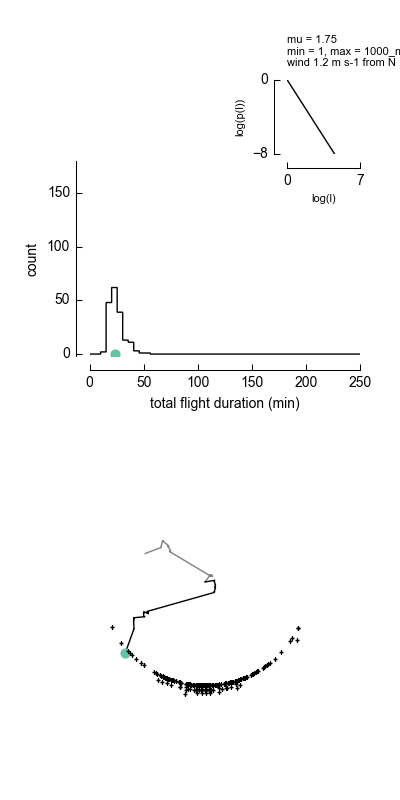 mu = 1.75
min = 1, max = 1000_m
wind 1.2 m s-1 from N
0
log(p(l))
−8
0 7
log(l)
150
100
count
50
0
0 50 100 150 200 250
total flight duration (min)